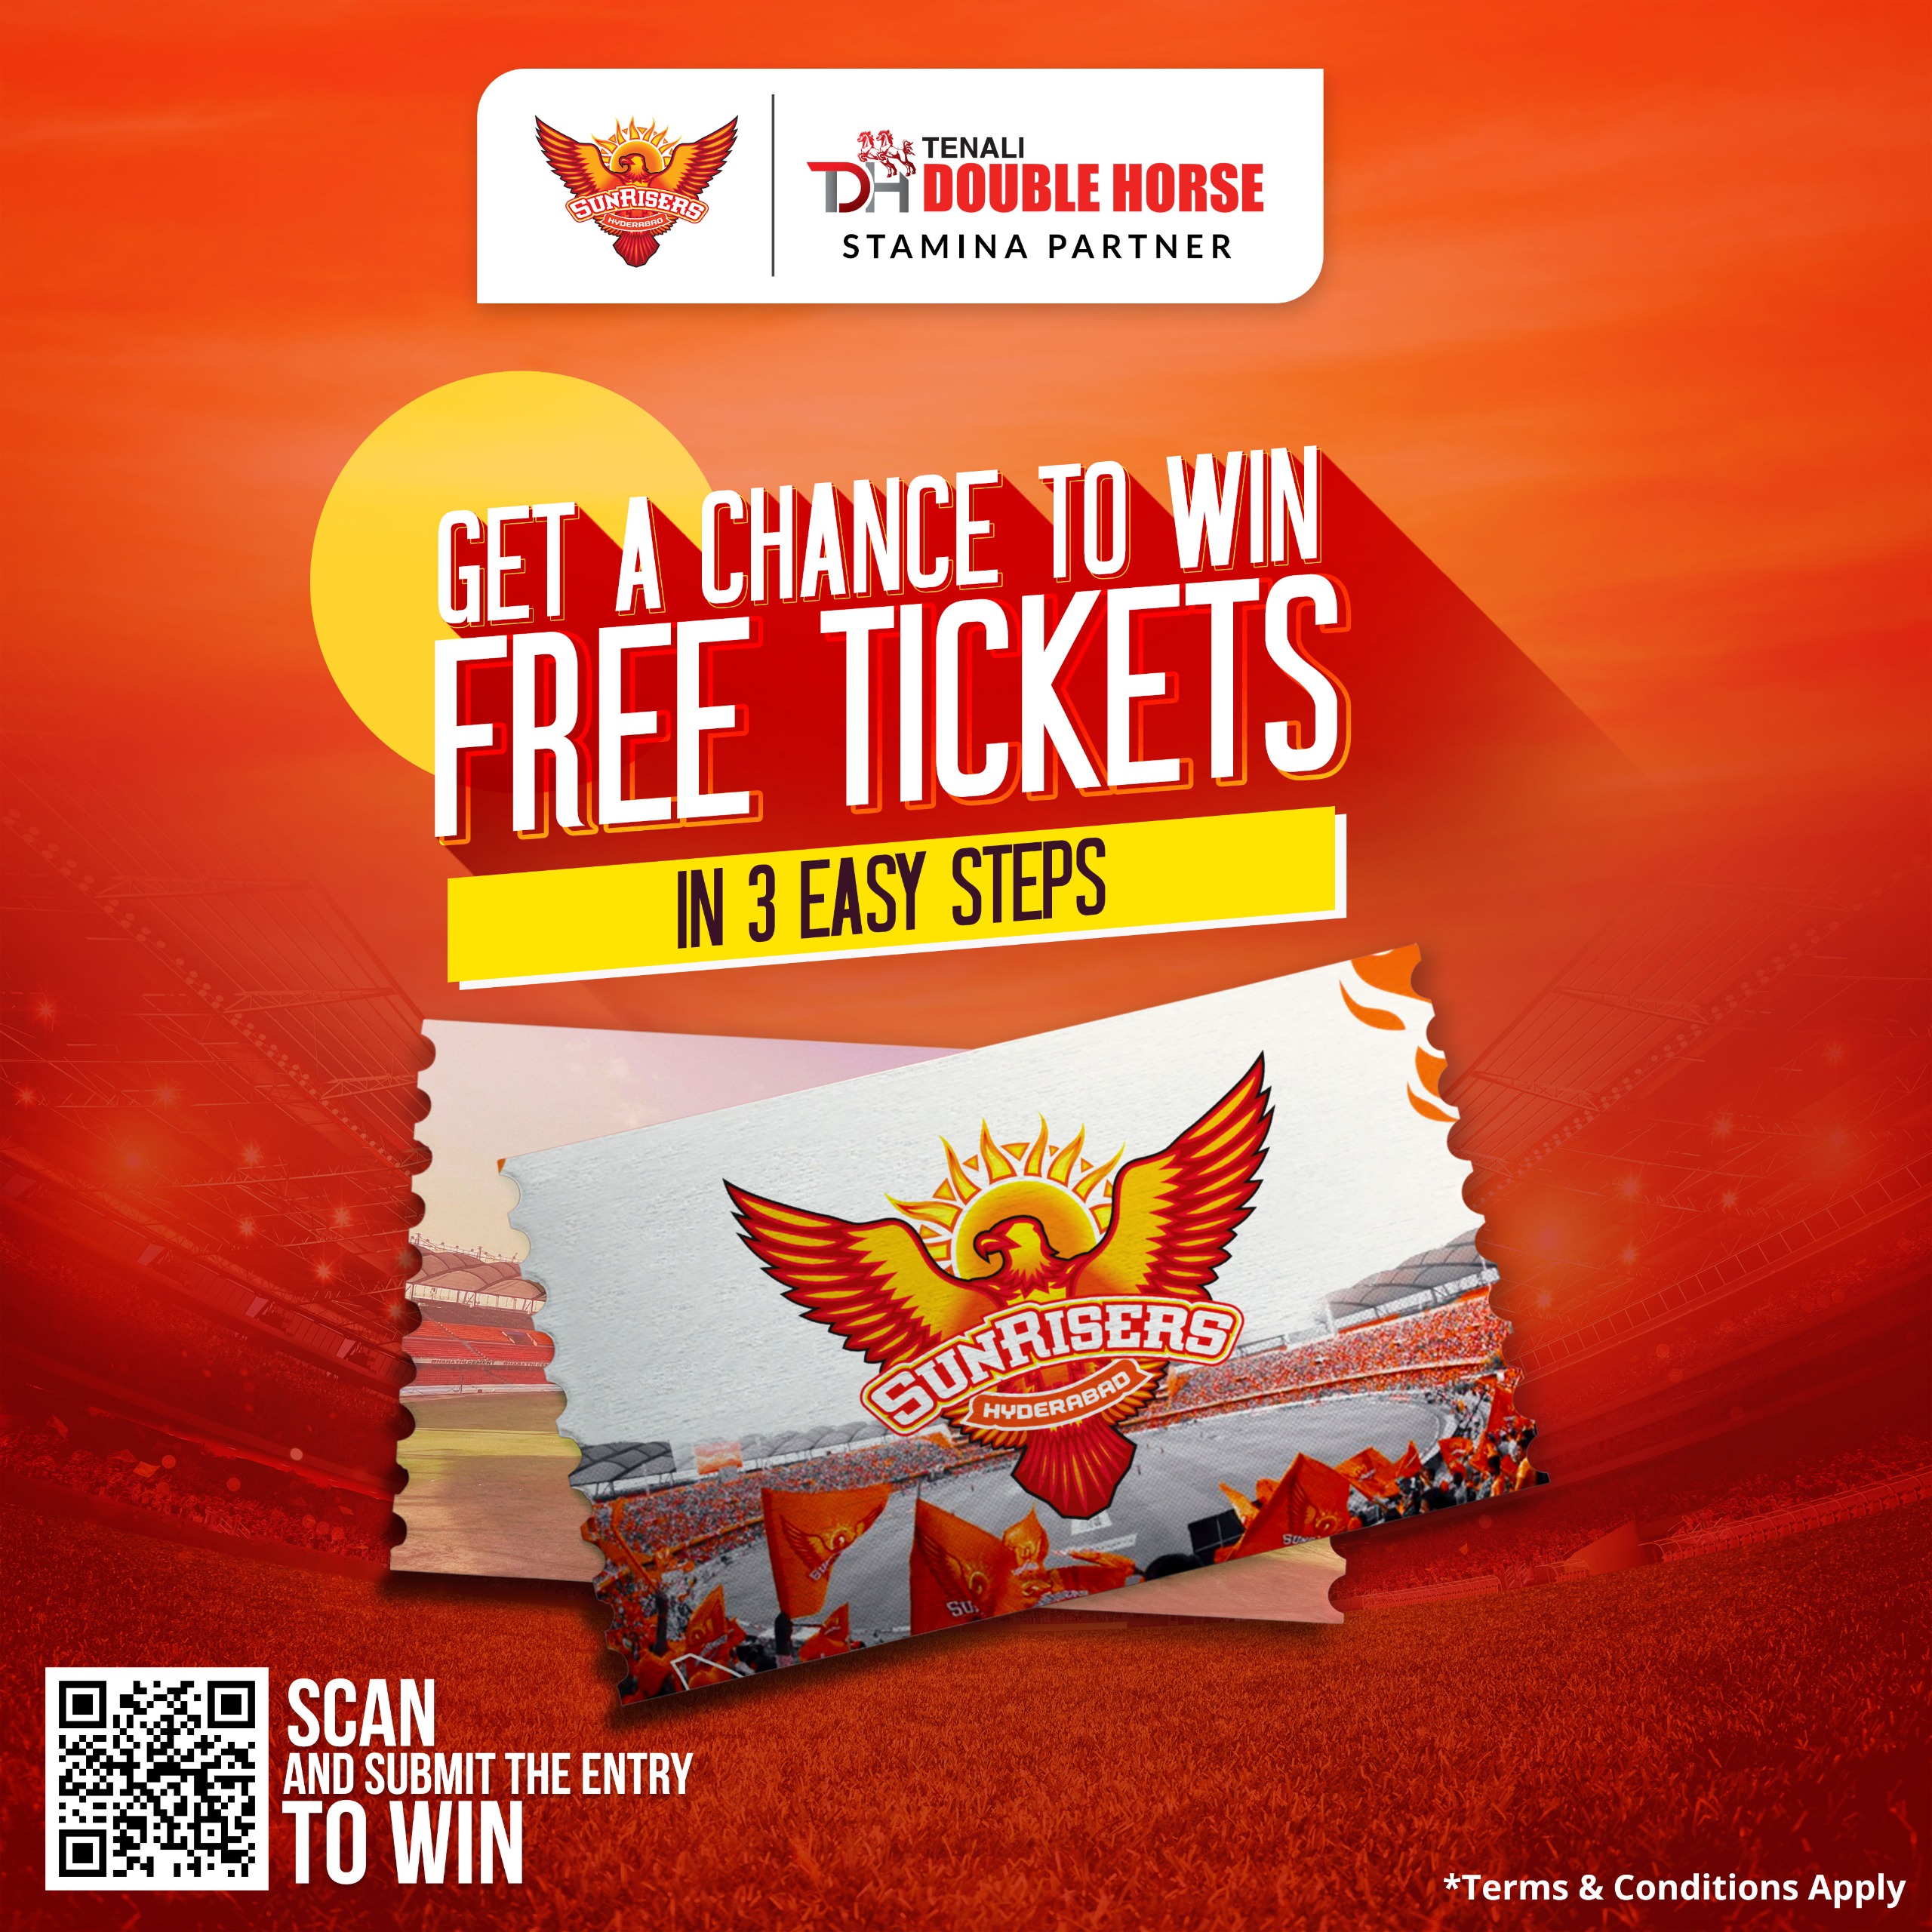 SUNRISERS
HYDERABAD
TENALI
DOUBLE HORSE
STAMINA PARTNER
GET A CHANCE TO WIN
FREE TICKETS
IN 3 EASY STEPS
SUNRISERS
HYDERABAD
SCAN
AND SUBMIT THE ENTRY
TO WIN
*Terms & Conditions Apply